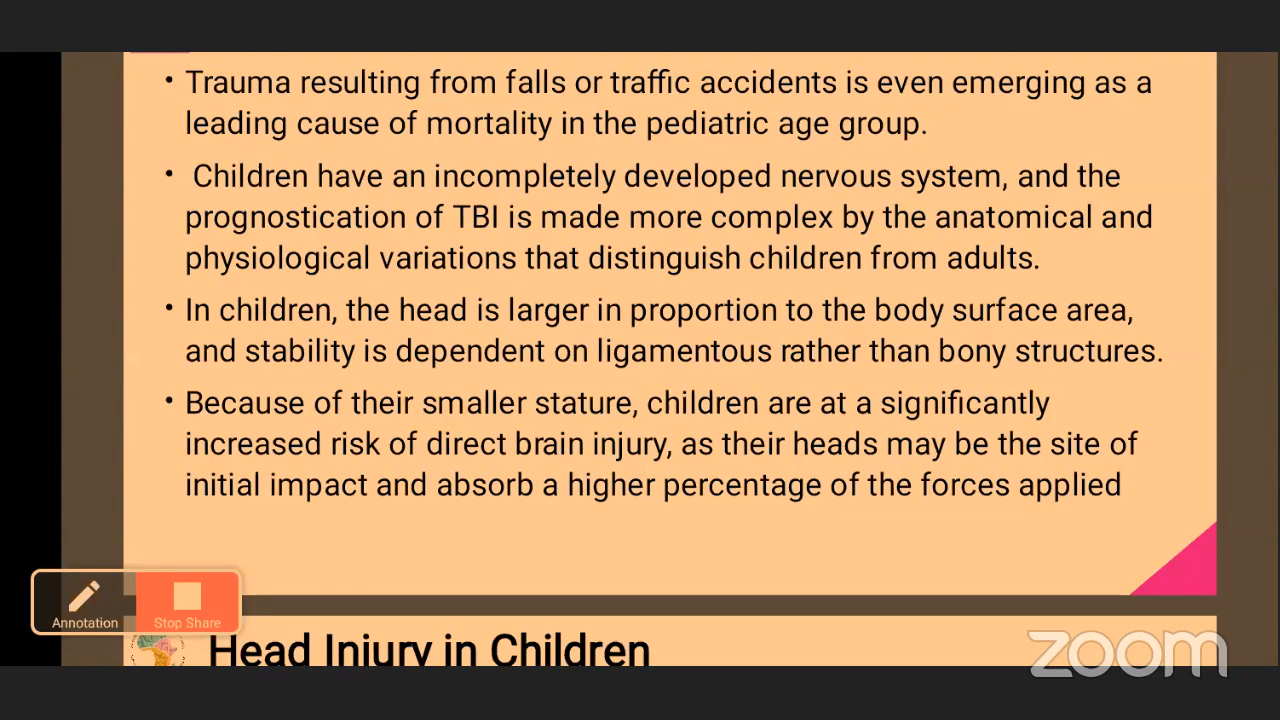 • Trauma resulting from falls or traffic accidents is even emerging as a
leading cause of mortality in the pediatric age group.
• Children have an incompletely developed nervous system, and the
prognostication of TBI is made more complex by the anatomical and
physiological variations that distinguish children from adults.
• In children, the head is larger in proportion to the body surface area,
and stability is dependent on ligamentous rather than bony structures.
• Because of their smaller stature, children are at a significantly
increased risk of direct brain injury, as their heads may be the site of
initial impact and absorb a higher percentage of the forces applied
Annotation
Stop Share
Head Injury in Children
zoom